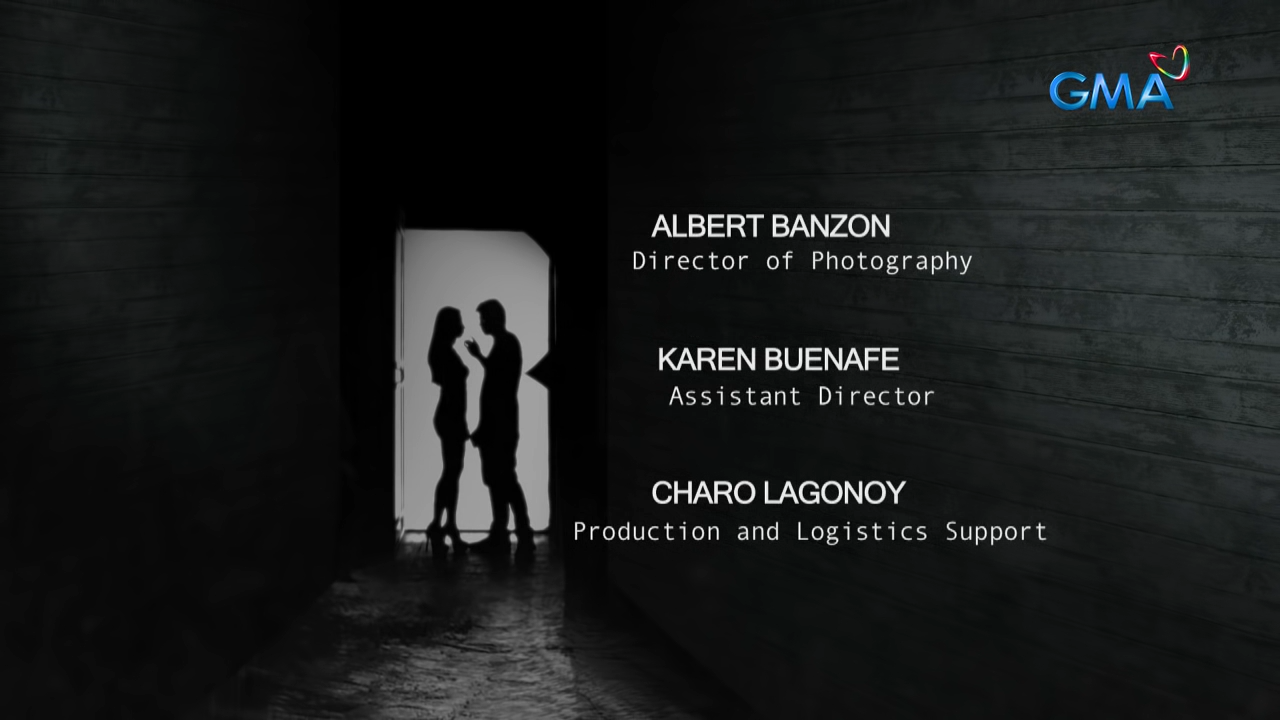 GMA
ALBERT BANZON
Director of Photography
KAREN BUENAFE
Assistant Director
CHARO LAGONOY
Production and Logistics Support